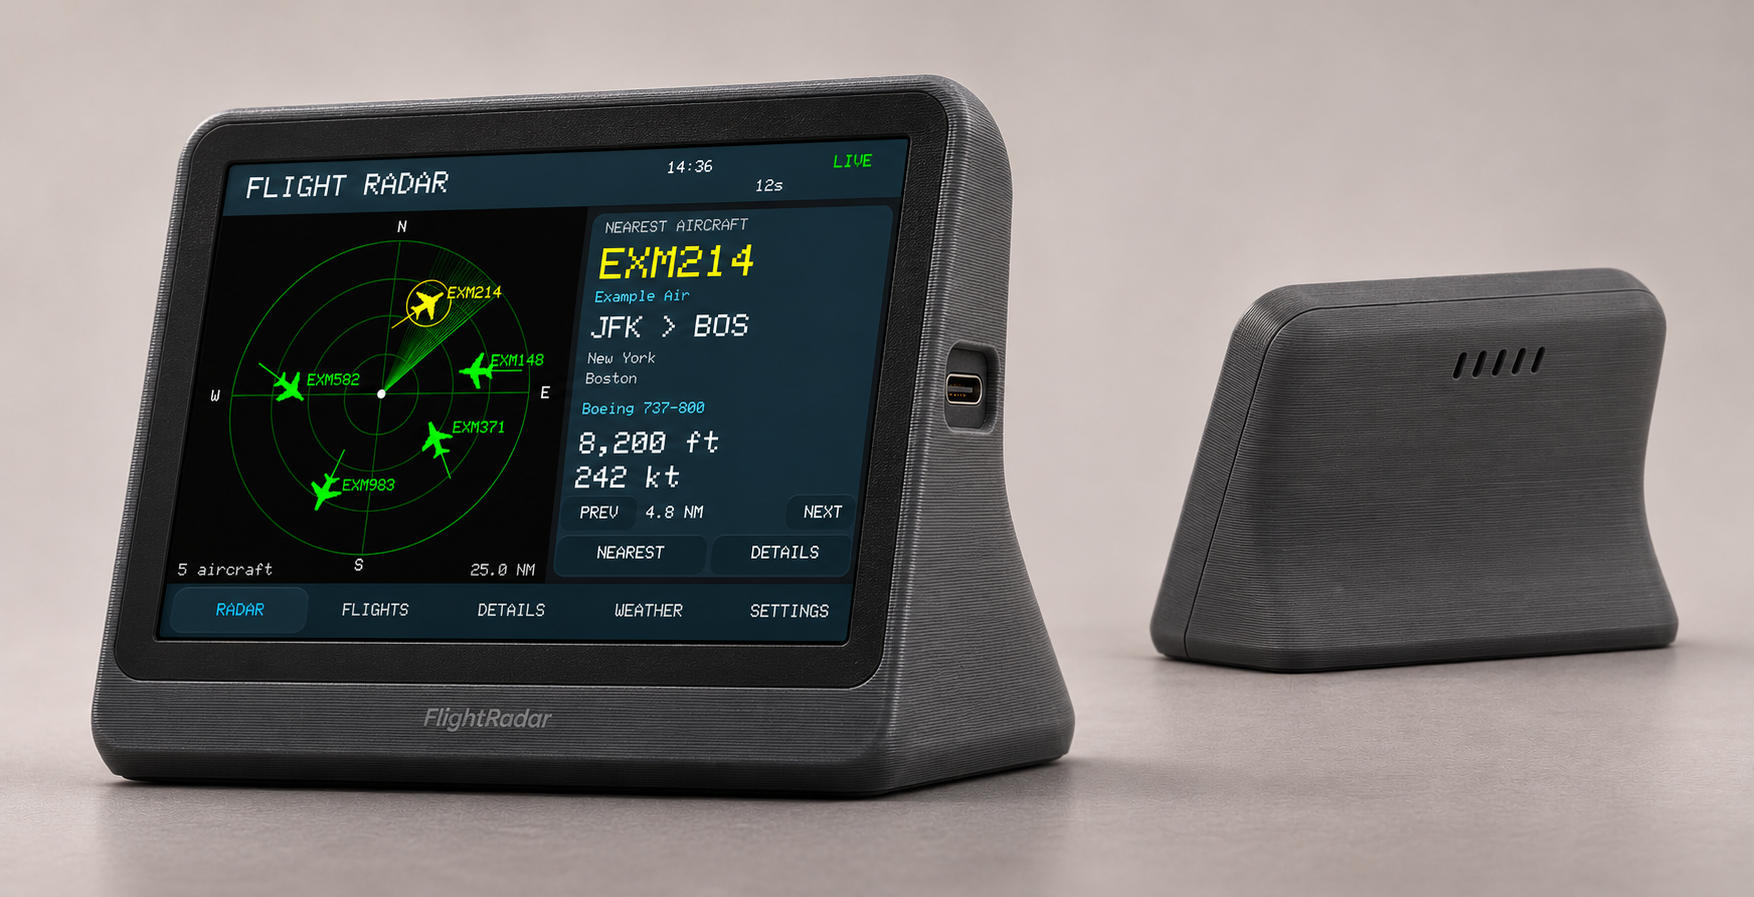 FLIGHT RADAR
14:36
12s
LIVE
N
EXM214
EXM148
EXM582
W
E
EXM371
EXM983
S
5 aircraft
25.0 NM
NEAREST AIRCRAFT
EXM214
Example Air
JFK > BOS
New York
Boston
Boeing 737-800
8,200 ft
242 kt
PREV
4.8 NM
NEXT
NEAREST
DETAILS
RADAR
FLIGHTS
DETAILS
WEATHER
SETTINGS
FlightRadar